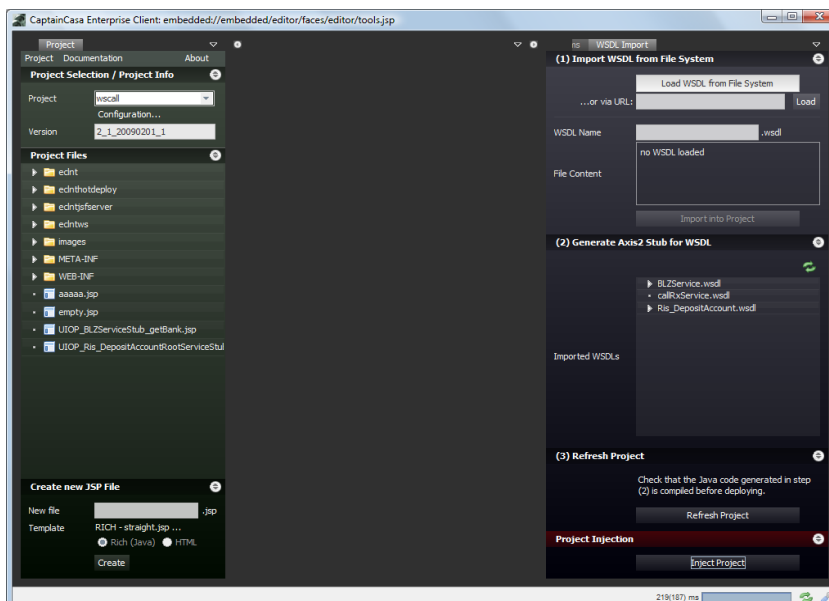 CaptainCasa Enterprise Client: embedded://embedded/editor/faces/editor/tools.jsp
Project
Project Documentation About
Project Selection / Project Info
Project wscall
Configuration...
Version 2_1_20090201_1
Project Files
eclnt
eclnthotdeploy
eclntjsfserver
eclntws
images
META-INF
WEB-INF
aaaaa.jsp
empty.jsp
UIOP_BLZServiceStub_getBank.jsp
UIOP_Ris_DepositAccountRootServiceStul
Create new JSP File
New file .jsp
Template RICH - straight.jsp ...
Rich (Java) HTML
Create
ns WSDL Import
(1) Import WSDL from File System
Load WSDL from File System
...or via URL: Load
WSDL Name .wsdl
no WSDL loaded
File Content
Import into Project
(2) Generate Axis2 Stub for WSDL
BLZService.wsdl
callRxService.wsdl
Ris_DepositAccount.wsdl
Imported WSDLs
(3) Refresh Project
Check that the Java code generated in step
(2) is compiled before deploying.
Refresh Project
Project Injection
Inject Project
219(187) ms